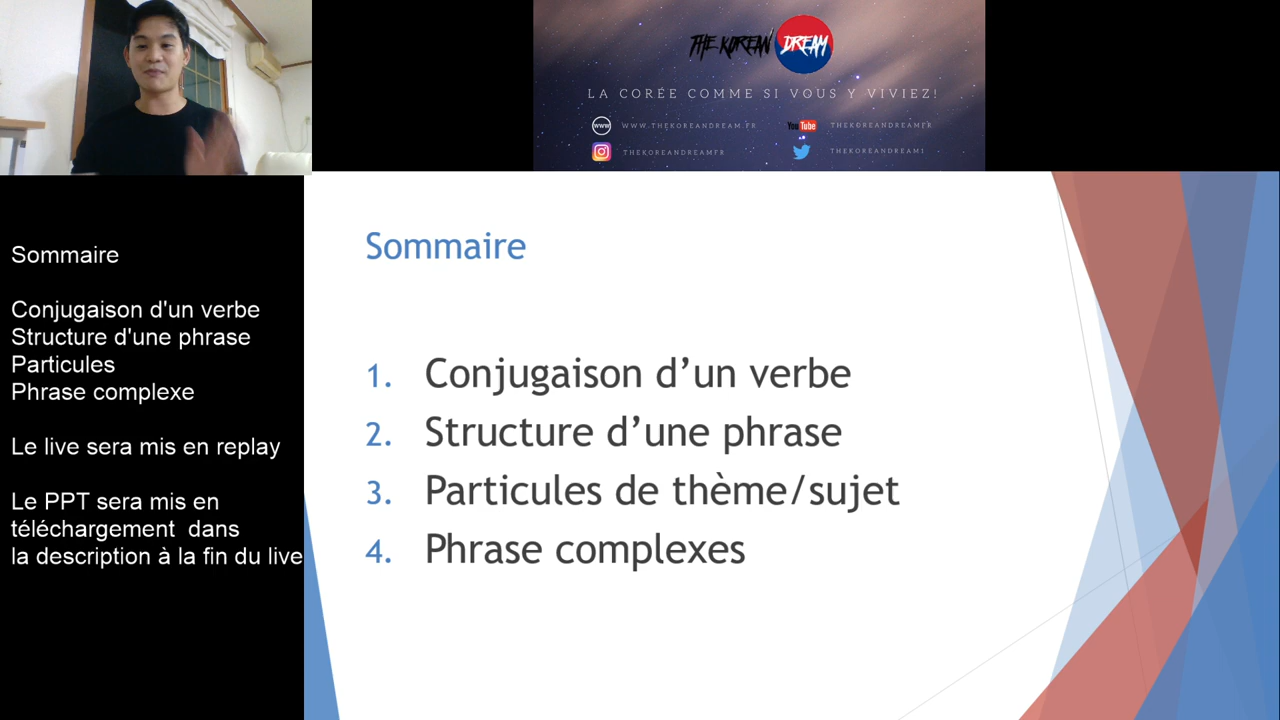 THE KOREAN DREAM
LA CORÉE COMME SI VOUS Y VIVIEZ!
WWW WWW.THEKOREANDREAM.FR
YouTube THEKOREANDREAMFR
THEKOREANDREAMFR
THEKOREANDREAM1
Sommaire
Conjugaison d'un verbe
Structure d'une phrase
Particules
Phrase complexe
Le live sera mis en replay
Le PPT sera mis en
téléchargement dans
la description à la fin du live
Sommaire
1. Conjugaison d’un verbe
2. Structure d’une phrase
3. Particules de thème/sujet
4. Phrase complexes